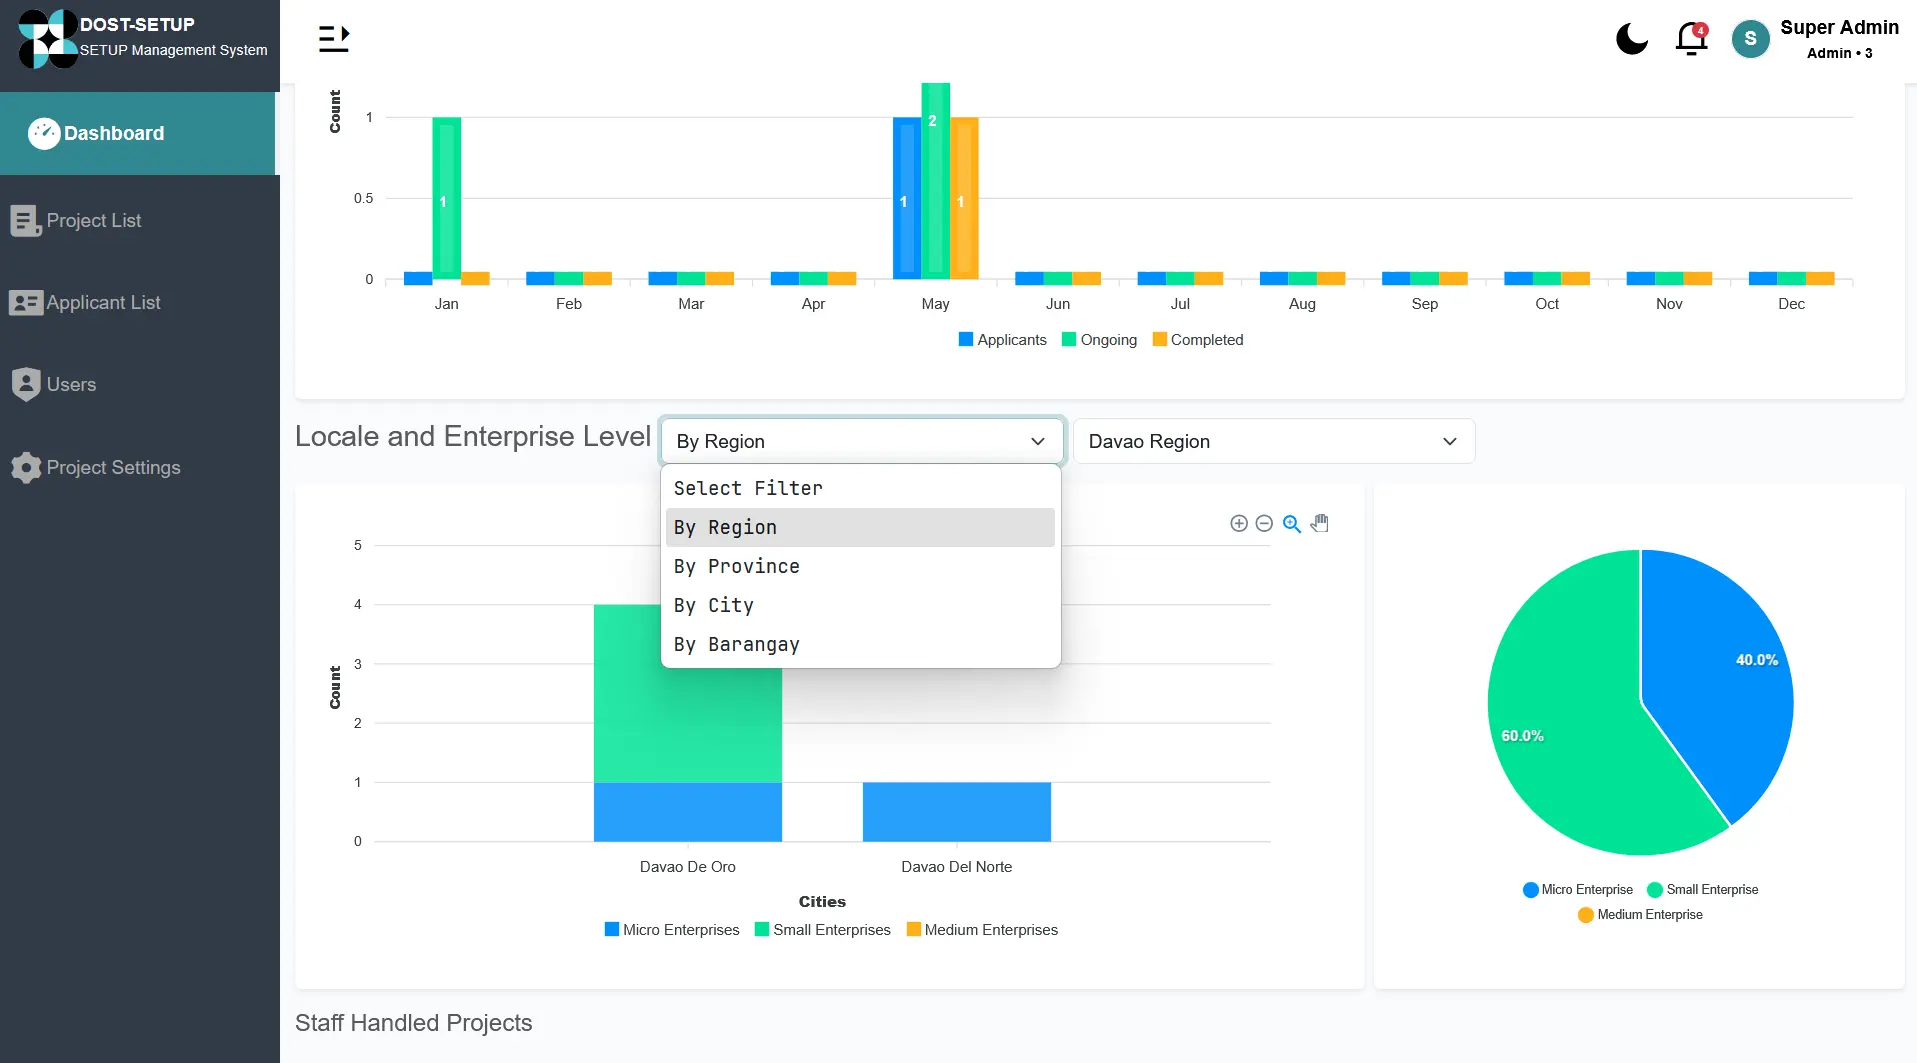 DOST-SETUP
SETUP Management System
4
S
Super Admin
Admin • 3
Dashboard
Project List
Applicant List
Users
Project Settings
Count
1
0.5
0
1
1
2
1
Jan
Feb
Mar
Apr
May
Jun
Jul
Aug
Sep
Oct
Nov
Dec
Applicants
Ongoing
Completed
Locale and Enterprise Level
By Region
Davao Region
Select Filter
By Region
By Province
By City
By Barangay
Count
5
4
3
2
1
0
Davao De Oro
Davao Del Norte
Cities
Micro Enterprises
Small Enterprises
Medium Enterprises
40.0%
60.0%
Micro Enterprise
Small Enterprise
Medium Enterprise
Staff Handled Projects